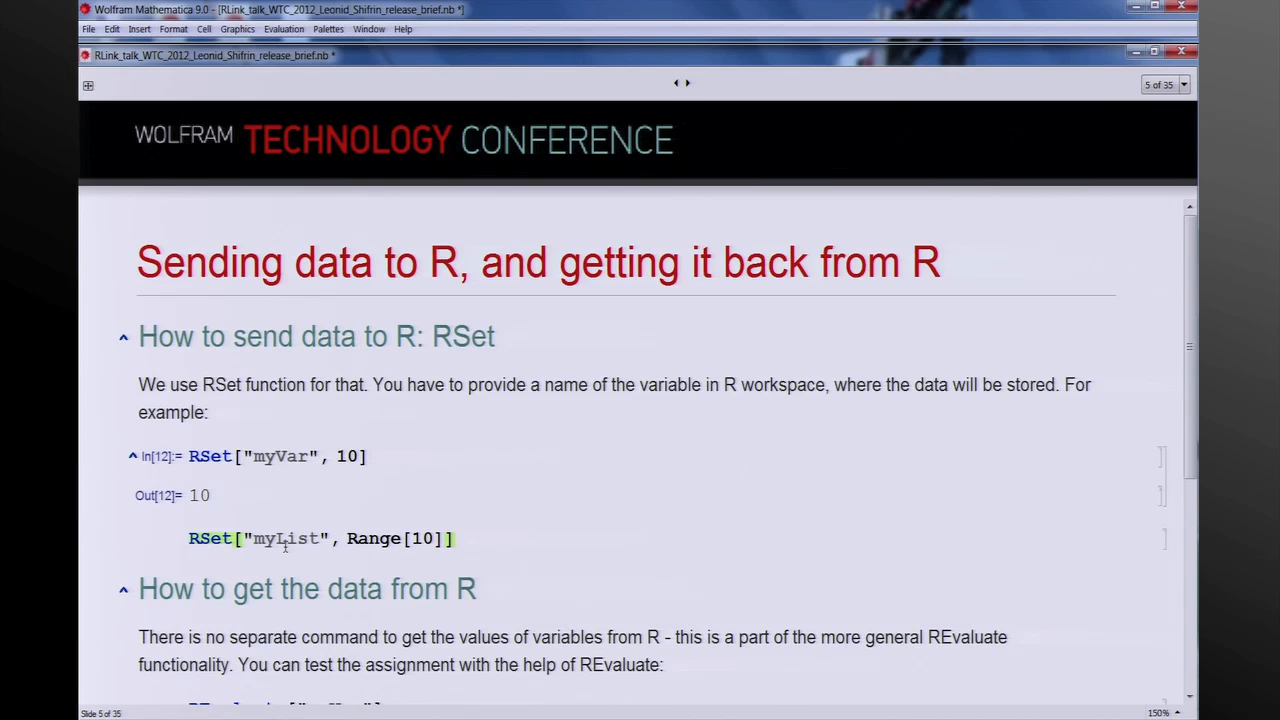 Wolfram Mathematica 9.0 - [RLink_talk_WTC_2012_Leonid_Shifrin_release_brief.nb *]
File Edit Insert Format Cell Graphics Evaluation Palettes Window Help
RLink_talk_WTC_2012_Leonid_Shifrin_release_brief.nb *
5 of 35
WOLFRAM TECHNOLOGY CONFERENCE
Sending data to R, and getting it back from R
How to send data to R: RSet
We use RSet function for that. You have to provide a name of the variable in R workspace, where the data will be stored. For
example:
In[12]:= RSet["myVar", 10]
Out[12]= 10
RSet["myList", Range[10]]
How to get the data from R
There is no separate command to get the values of variables from R - this is a part of the more general REvaluate
functionality. You can test the assignment with the help of REvaluate:
Slide 5 of 35
150%